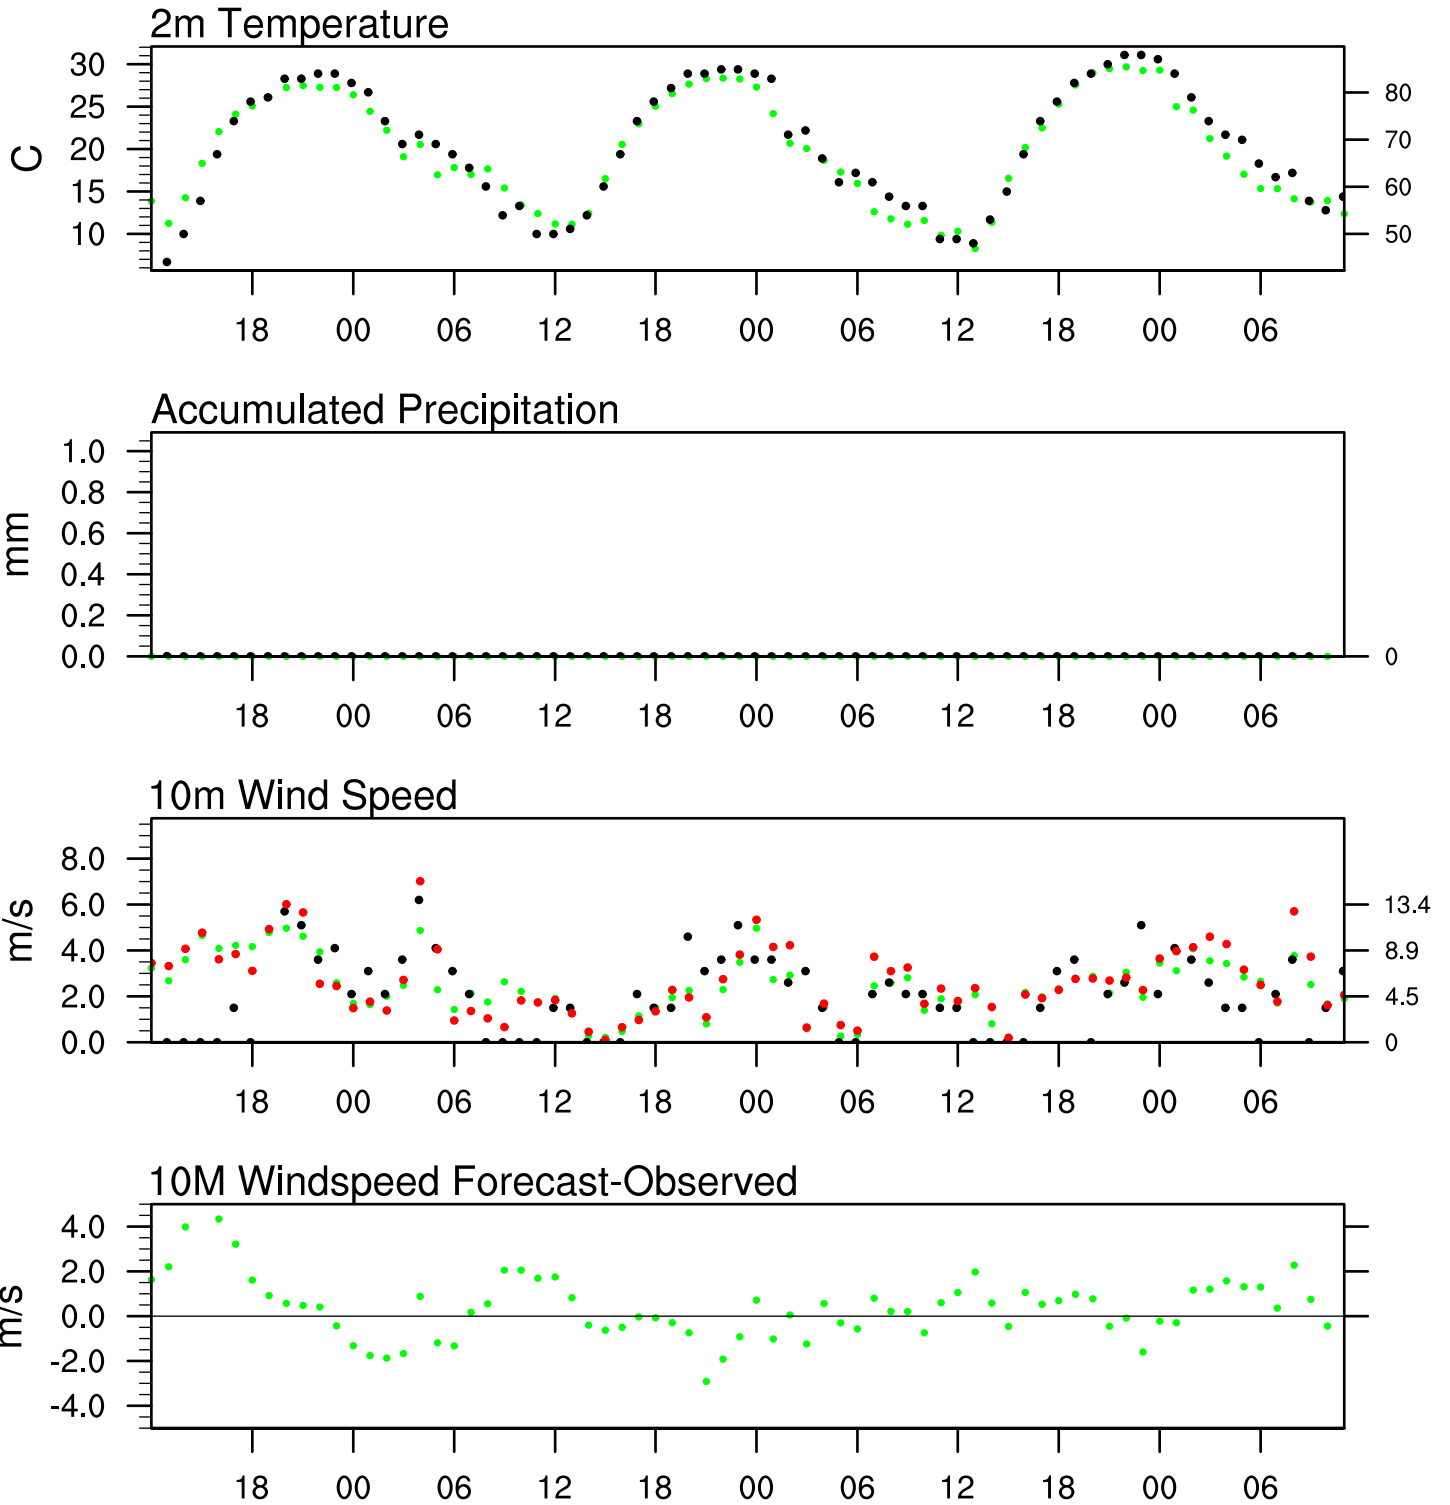 2m Temperature
30
25
20
15
10
C
80
70
60
50
18 00 06 12 18 00 06 12 18 00 06
Accumulated Precipitation
1.0
0.8
0.6
0.4
0.2
0.0
mm
0
18 00 06 12 18 00 06 12 18 00 06
10m Wind Speed
8.0
6.0
4.0
2.0
0.0
m/s
13.4
8.9
4.5
0
18 00 06 12 18 00 06 12 18 00 06
10M Windspeed Forecast-Observed
4.0
2.0
0.0
-2.0
-4.0
m/s
18 00 06 12 18 00 06 12 18 00 06